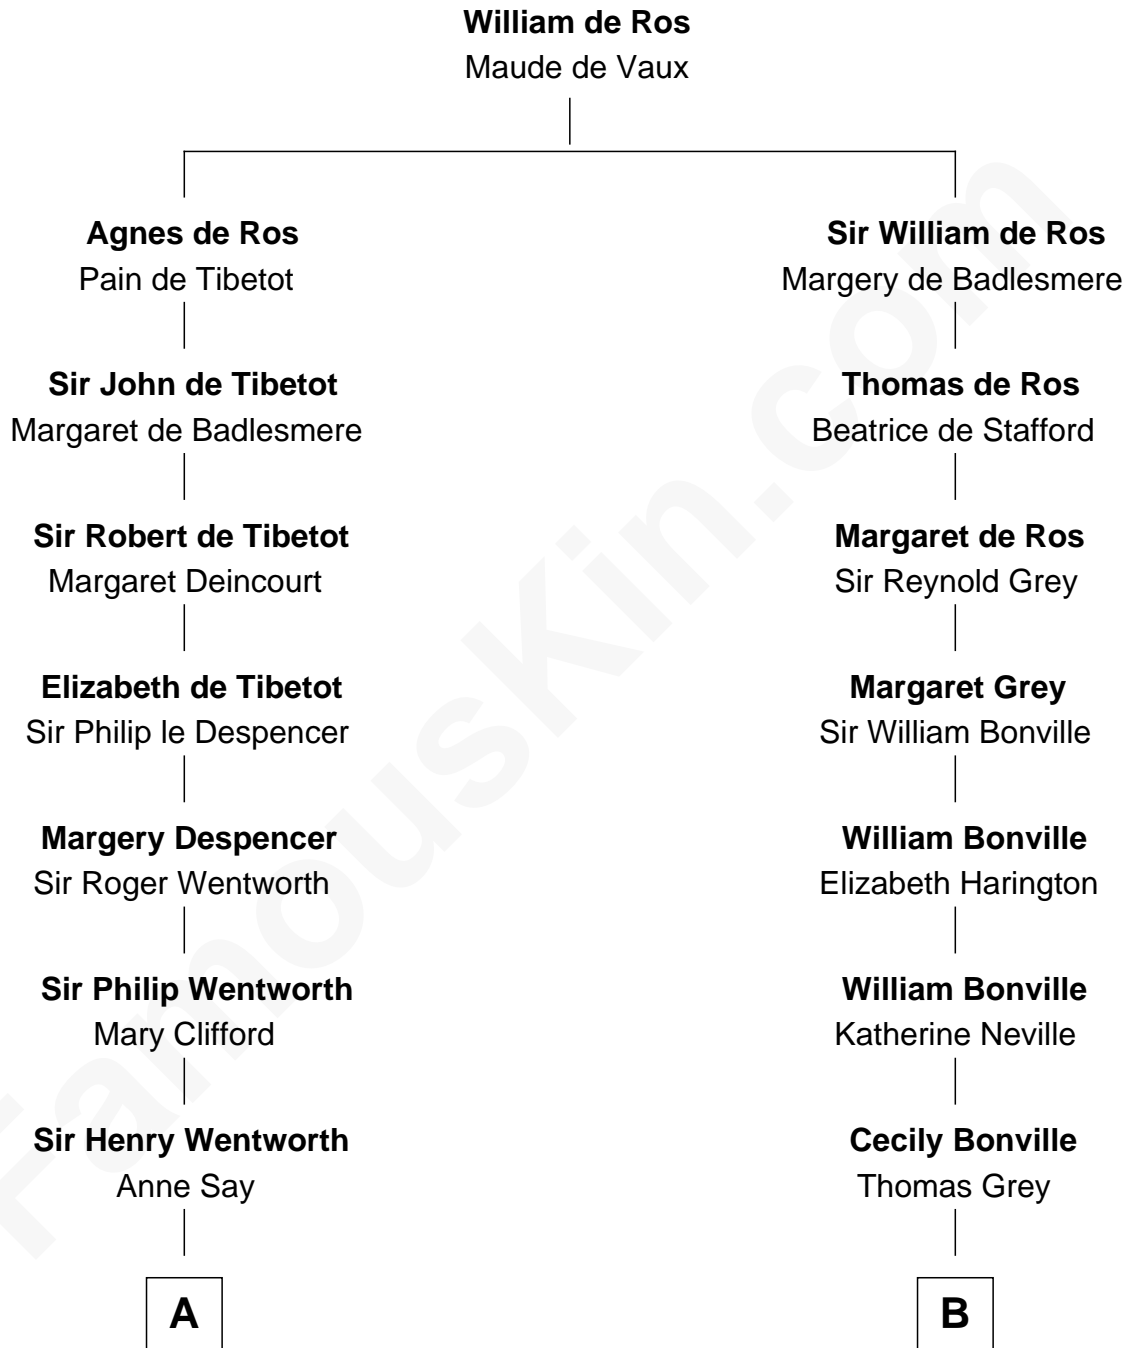 William de Ros
Maude de Vaux
Agnes de Ros
Pain de Tibetot
Sir William de Ros
Margery de Badlesmere
Sir John de Tibetot
Margaret de Badlesmere
Thomas de Ros
Beatrice de Stafford
Sir Robert de Tibetot
Margaret Deincourt
Margaret de Ros
Sir Reynold Grey
Elizabeth de Tibetot
Sir Philip le Despencer
Margaret Grey
Sir William Bonville
Margery Despencer
Sir Roger Wentworth
William Bonville
Elizabeth Harington
Sir Philip Wentworth
Mary Clifford
William Bonville
Katherine Neville
Sir Henry Wentworth
Anne Say
Cecily Bonville
Thomas Grey
A
B
FamousKin.com